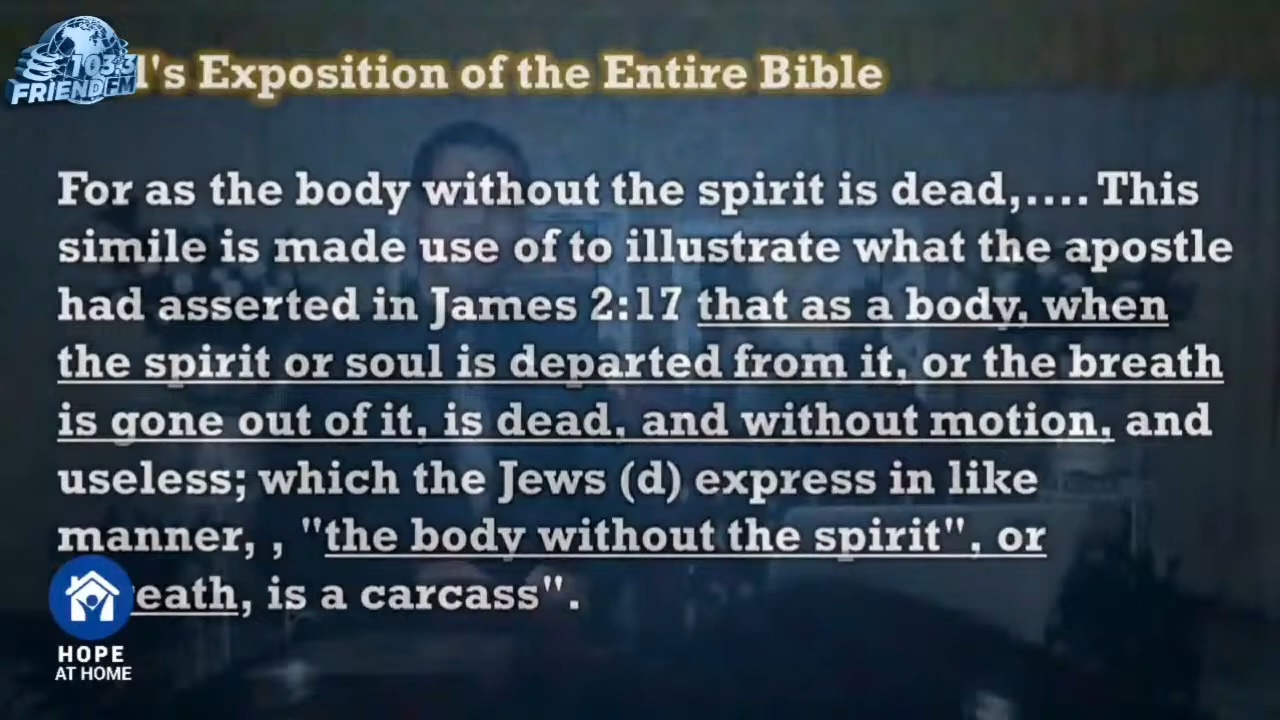 103.3
FRIENDFM
l's Exposition of the Entire Bible
For as the body without the spirit is dead,.... This
simile is made use of to illustrate what the apostle
had asserted in James 2:17 that as a body, when
the spirit or soul is departed from it, or the breath
is gone out of it, is dead, and without motion, and
useless; which the Jews (d) express in like
manner, , "the body without the spirit", or
eath, is a carcass".
HOPE
AT HOME